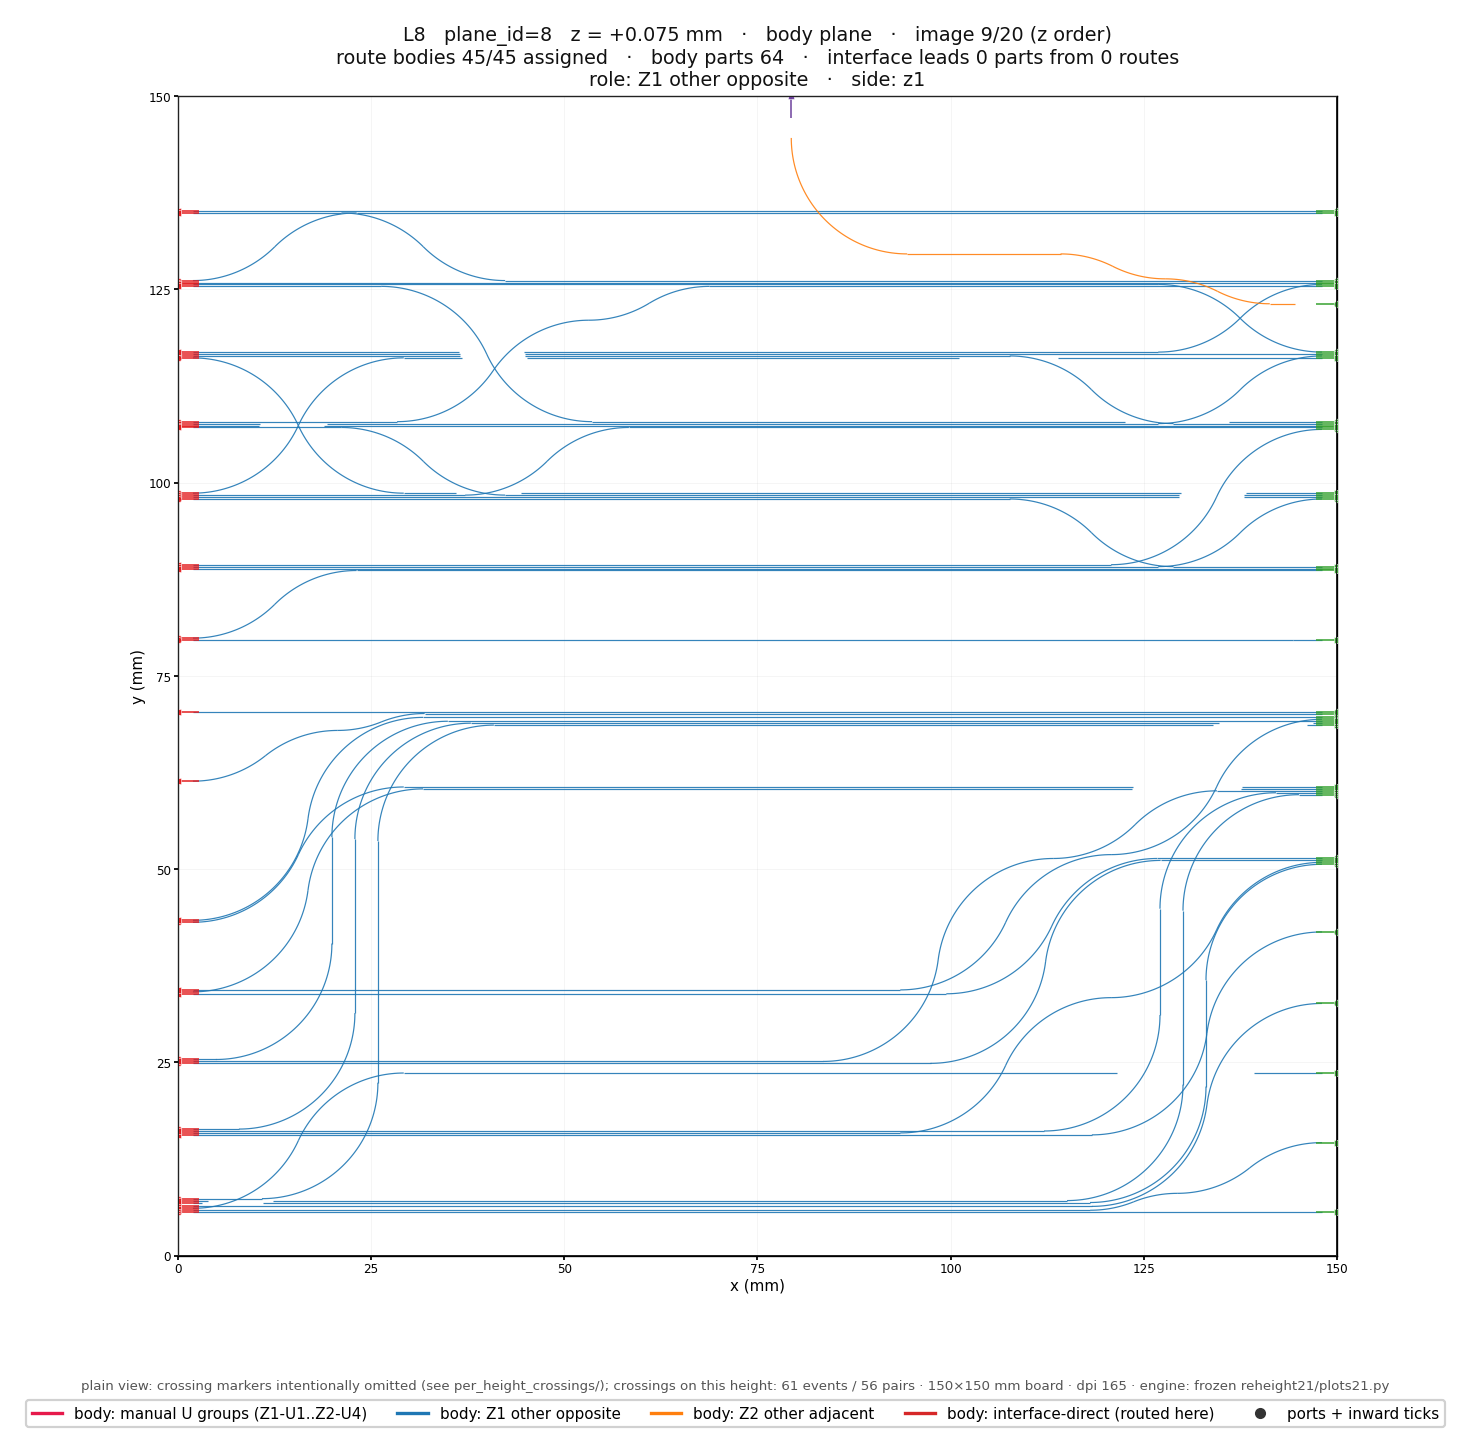 L8   plane_id=8   z = +0.075 mm   ·   body plane   ·   image 9/20 (z order)
route bodies 45/45 assigned   ·   body parts 64   ·   interface leads 0 parts from 0 routes
role: Z1 other opposite   ·   side: z1
150
125
100
75
50
25
0
y (mm)
0 25 50 75 100 125 150
x (mm)
plain view: crossing markers intentionally omitted (see per_height_crossings/); crossings on this height: 61 events / 56 pairs · 150×150 mm board · dpi 165 · engine: frozen reheight21/plots21.py
body: manual U groups (Z1-U1..Z2-U4) body: Z1 other opposite body: Z2 other adjacent body: interface-direct (routed here) ports + inward ticks